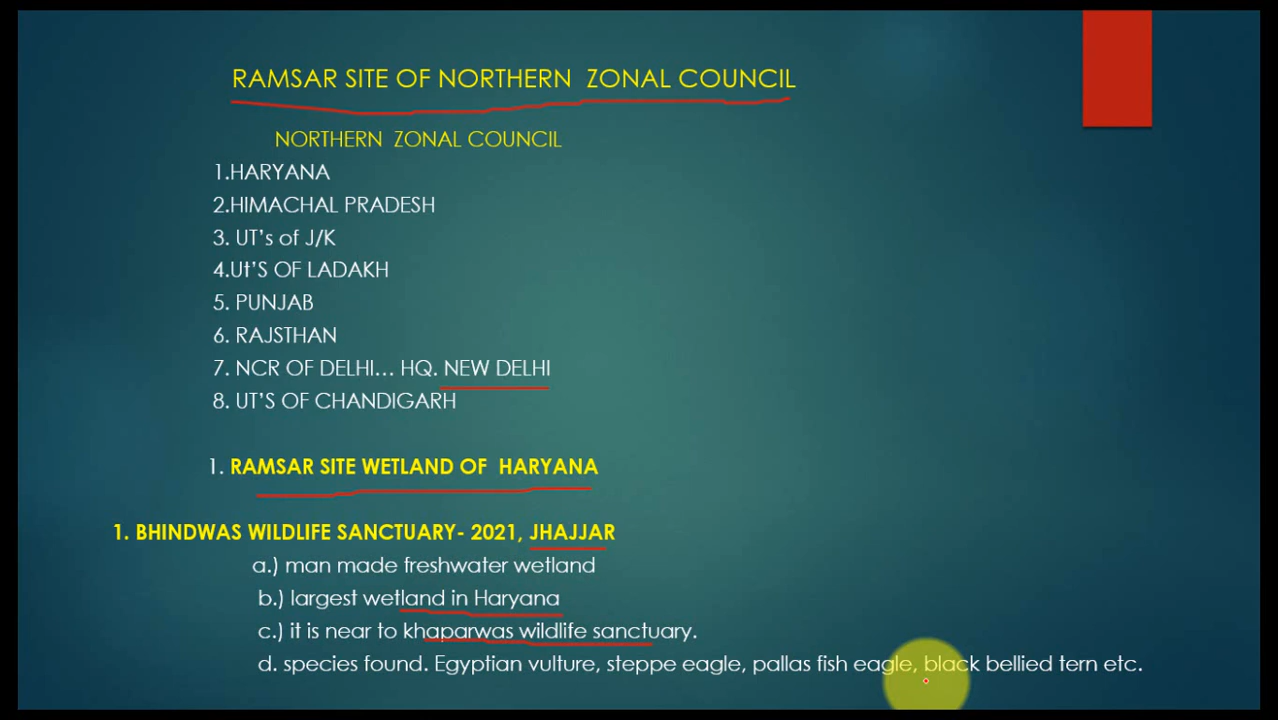 RAMSAR SITE OF NORTHERN ZONAL COUNCIL
NORTHERN ZONAL COUNCIL
1.HARYANA
2.HIMACHAL PRADESH
3. UT's of J/K
4.Ut'S OF LADAKH
5. PUNJAB
6. RAJSTHAN
7. NCR OF DELHI... HQ. NEW DELHI
8. UT'S OF CHANDIGARH
1. RAMSAR SITE WETLAND OF HARYANA
1. BHINDWAS WILDLIFE SANCTUARY- 2021, JHAJJAR
a.) man made freshwater wetland
b.) largest wetland in Haryana
c.) it is near to khaparwas wildlife sanctuary.
d. species found. Egyptian vulture, steppe eagle, pallas fish eagle, black bellied tern etc.